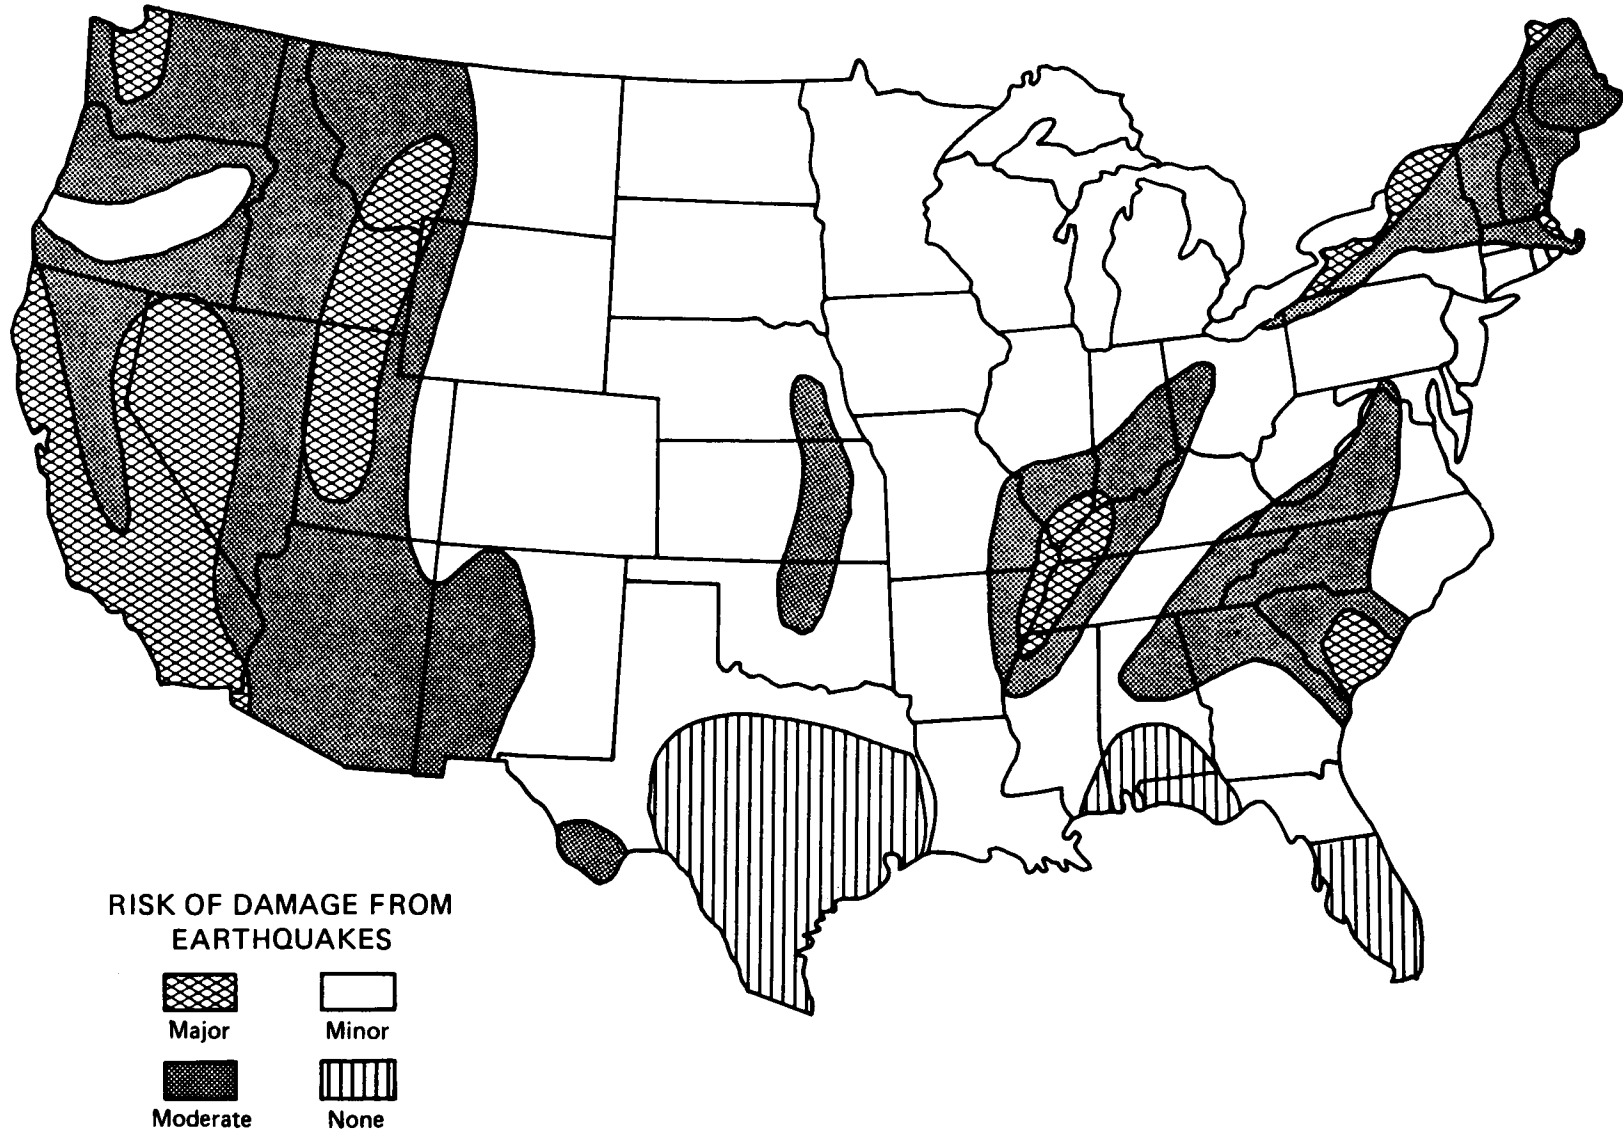 RISK OF DAMAGE FROM
EARTHQUAKES
Major
Minor
Moderate
None